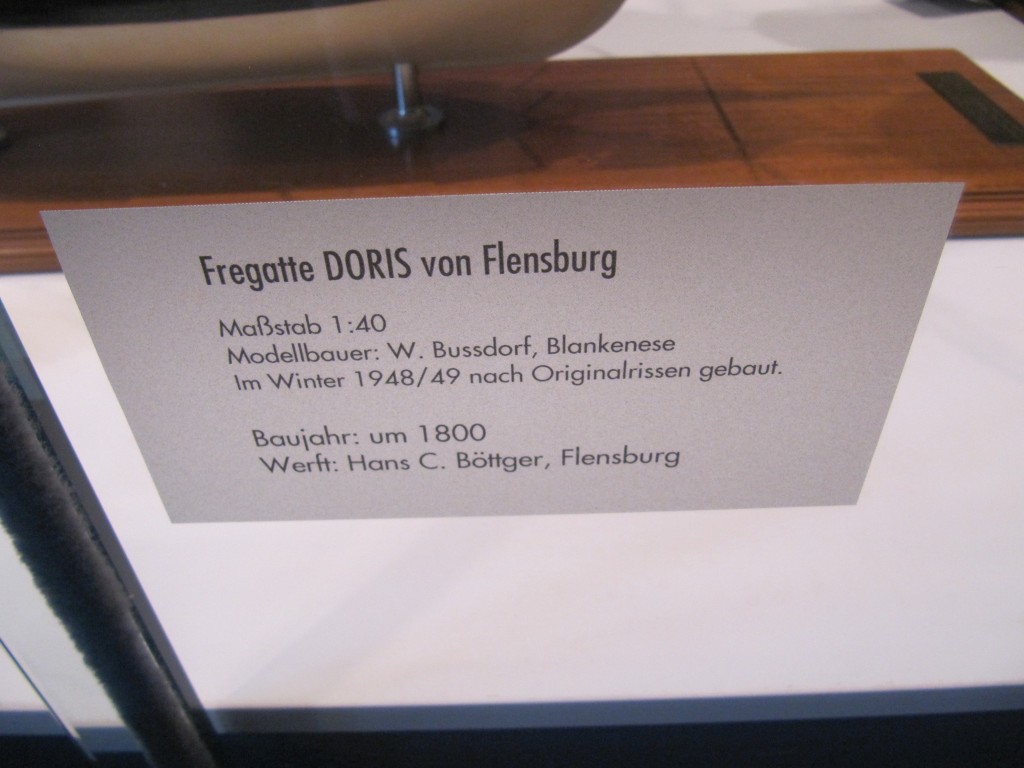 Fregatte DORIS von Flensburg
Maßstab 1:40
Modellbauer: W. Bussdorf, Blankenese
Im Winter 1948/49 nach Originalrissen gebaut.
Baujahr: um 1800
Werft: Hans C. Böttger, Flensburg